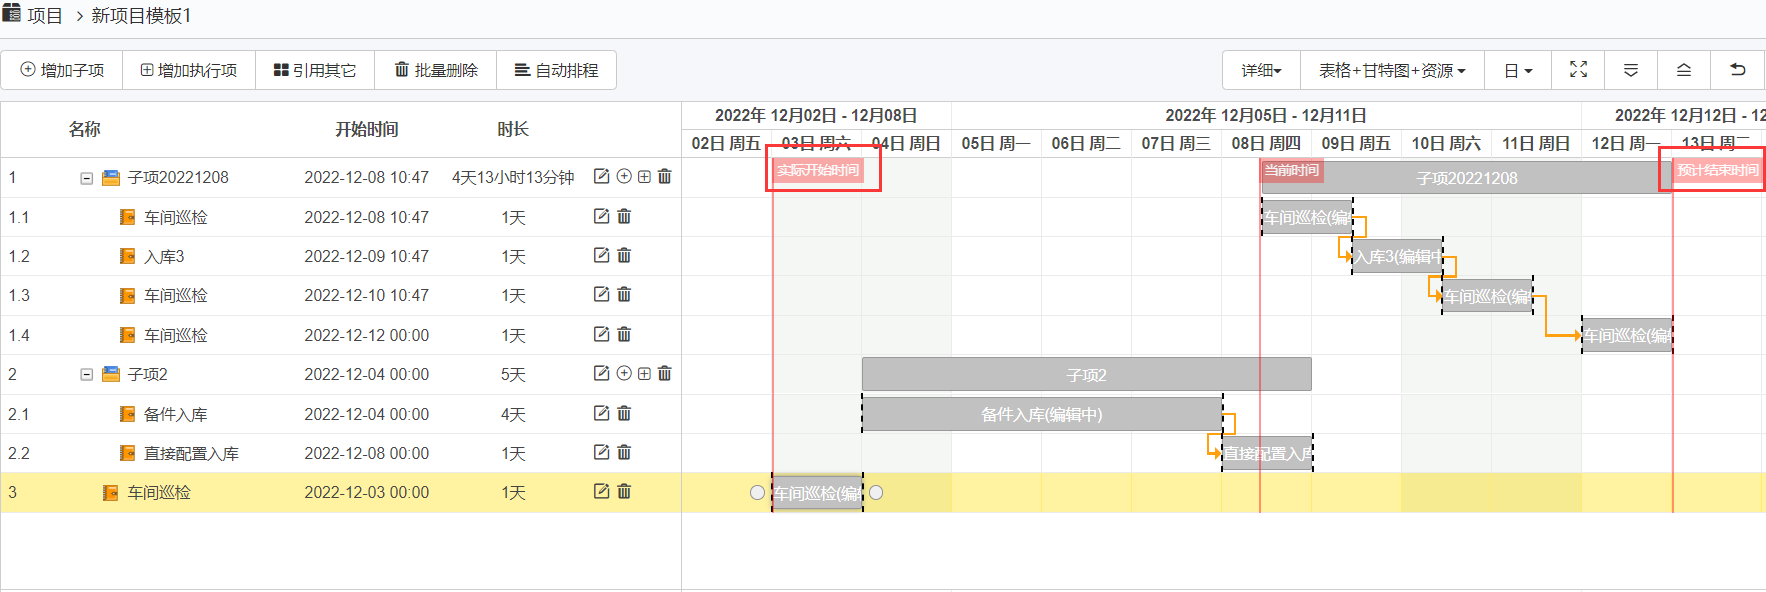 项目 > 新项目模板1
增加子项 增加执行项 引用其它 批量删除 自动排程 详细 表格+甘特图+资源 日
名称 开始时间 时长
2022年 12月02日 - 12月08日 2022年 12月05日 - 12月11日 2022年 12月12日 - 12
02日 周五 03日 周六 04日 周日 05日 周一 06日 周二 07日 周三 08日 周四 09日 周五 10日 周六 11日 周日 12日 周一 13日 周二
实际开始时间 当前时间 预计结束时间
1 子项20221208 2022-12-08 10:47 4天13小时13分钟 子项20221208
1.1 车间巡检 2022-12-08 10:47 1天 车间巡检(编
1.2 入库3 2022-12-09 10:47 1天 入库3(编辑中
1.3 车间巡检 2022-12-10 10:47 1天 车间巡检(编
1.4 车间巡检 2022-12-12 00:00 1天 车间巡检(编
2 子项2 2022-12-04 00:00 5天 子项2
2.1 备件入库 2022-12-04 00:00 4天 备件入库(编辑中)
2.2 直接配置入库 2022-12-08 00:00 1天 直接配置入库
3 车间巡检 2022-12-03 00:00 1天 车间巡检(编